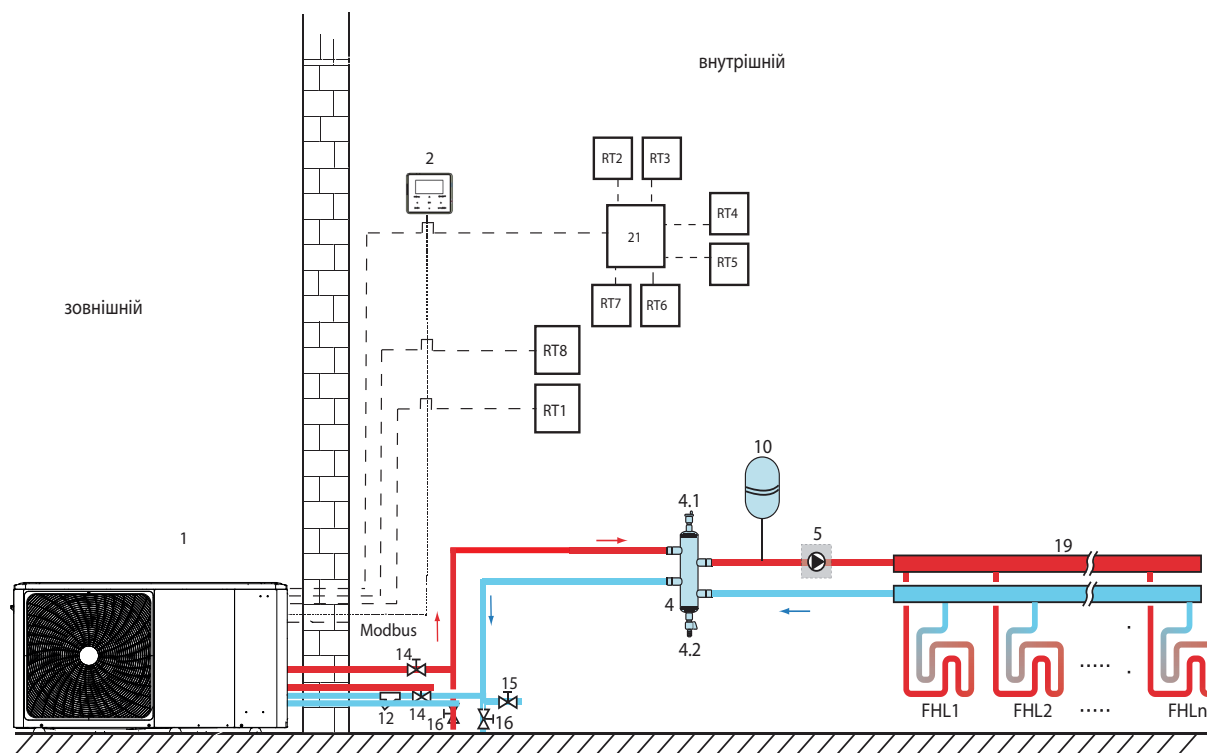 внутрішній
RT2 RT3
2
RT4
21
RT5
RT7 RT6
зовнішній
RT8
RT1
10
4.1
1
5
19
4
Modbus
4.2
14
15
12
14
16
16
..... .
FHL1 FHL2 ..... FHLn